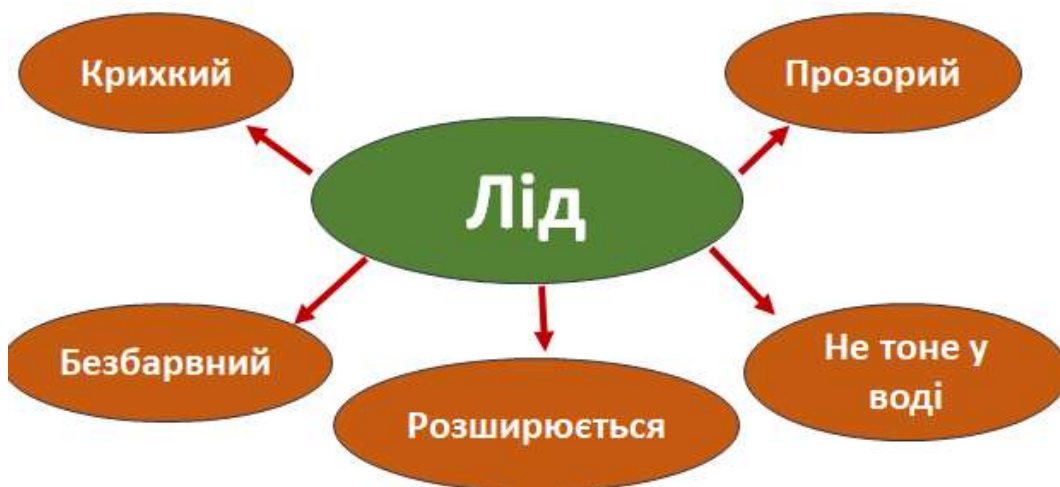 Крихкий
Прозорий
Лід
Безбарвний
Розширюється
Не тоне у
воді